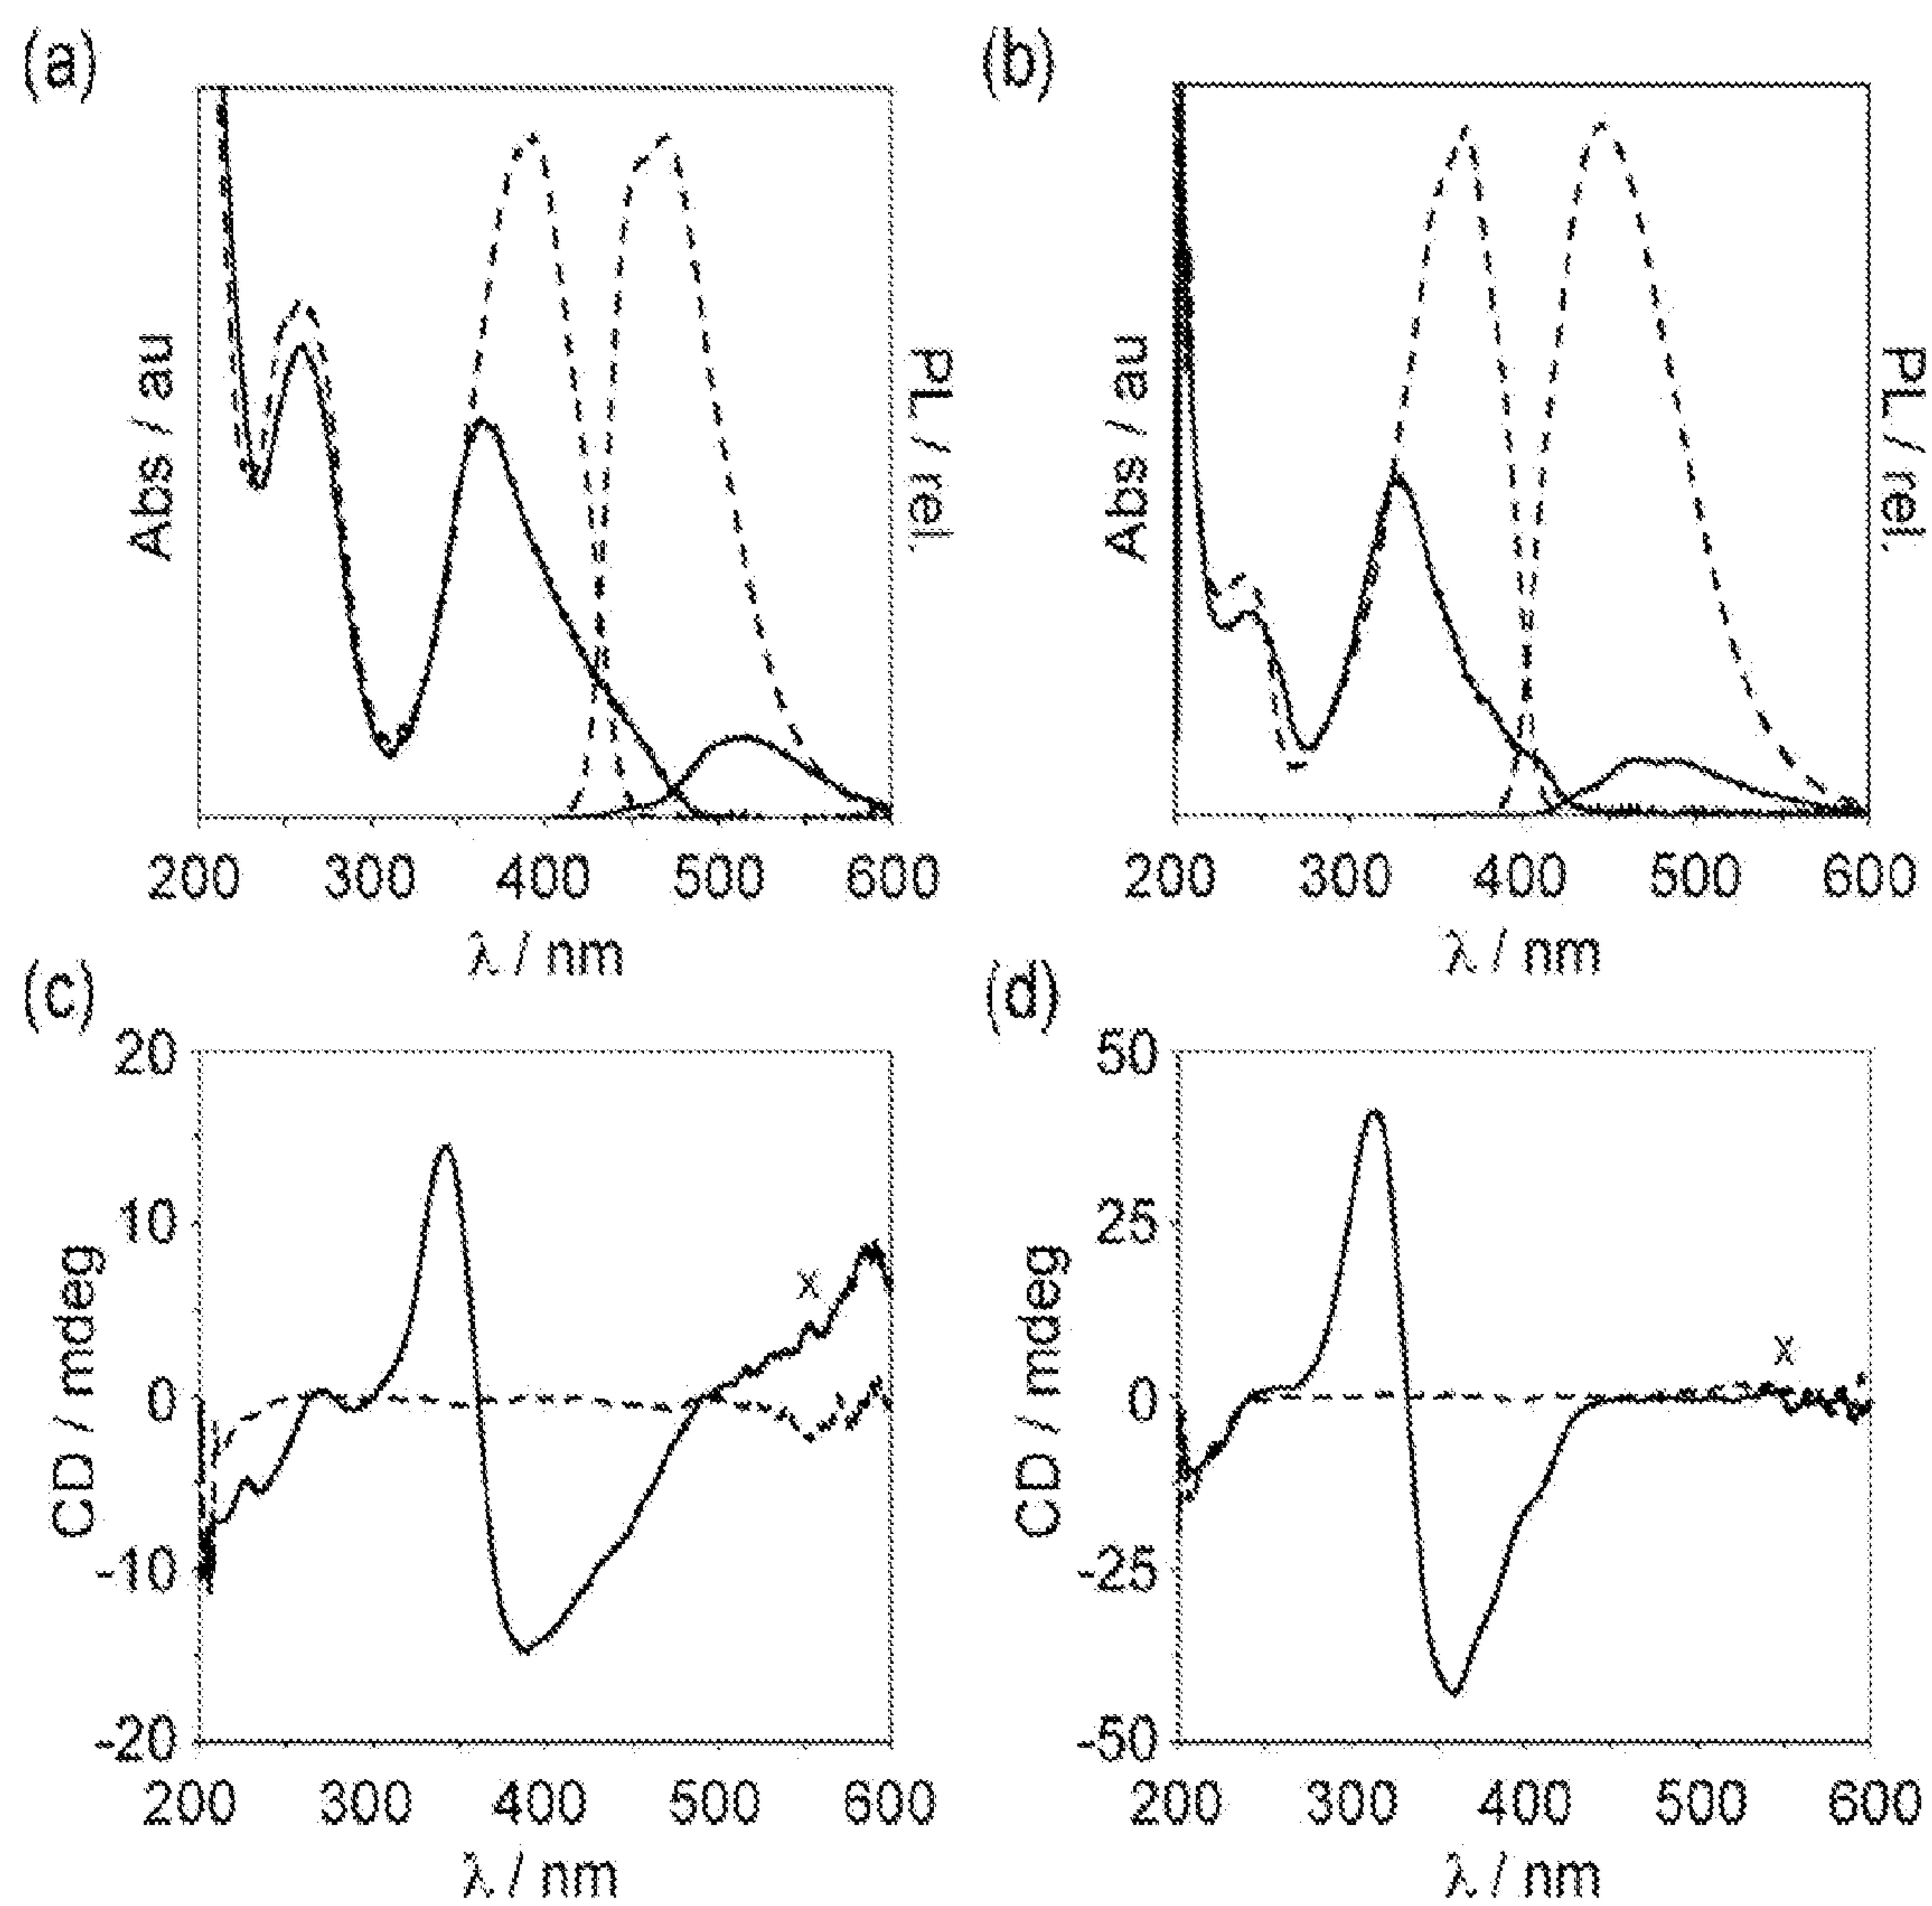 (a)
(b)
Abs / au
PL / rel.
Abs / au
PL / rel.
200 300 400 500 600
200 300 400 500 600
λ / nm
λ / nm
(c)
(d)
20
10
0
-10
-20
CD / mdeg
x
50
25
0
-25
-50
CD / mdeg
x
200 300 400 500 600
200 300 400 500 600
λ / nm
λ / nm